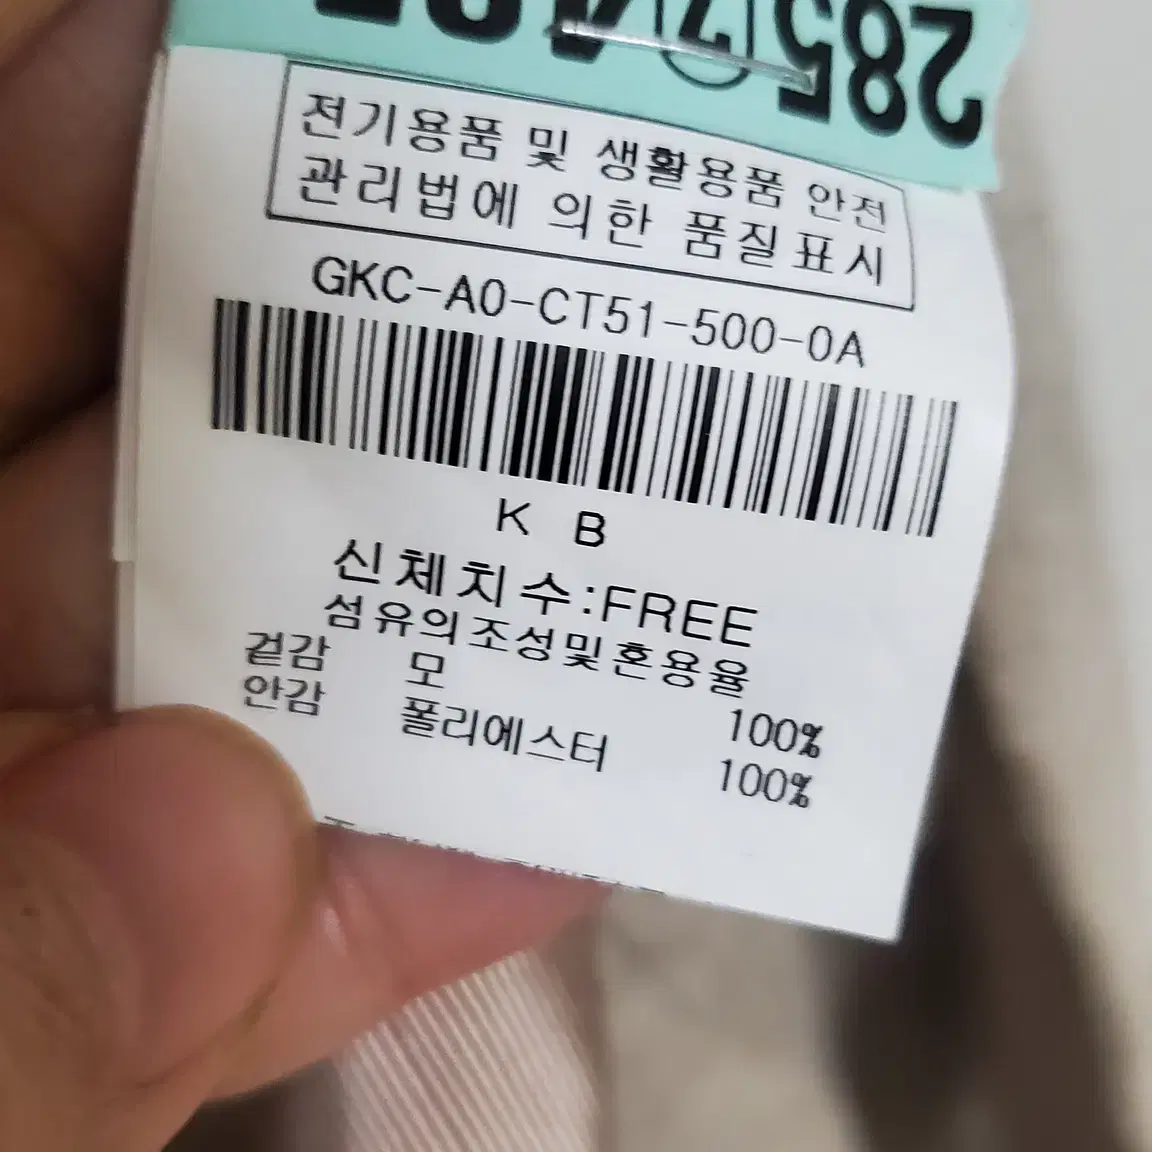 285
전기용품 및 생활용품 안전
관리법에 의한 품질표시
GKC-A0-CT51-500-0A
K B
신체치수:FREE
섬유의조성및혼용율
겉감 모 100%
안감 폴리에스터 100%